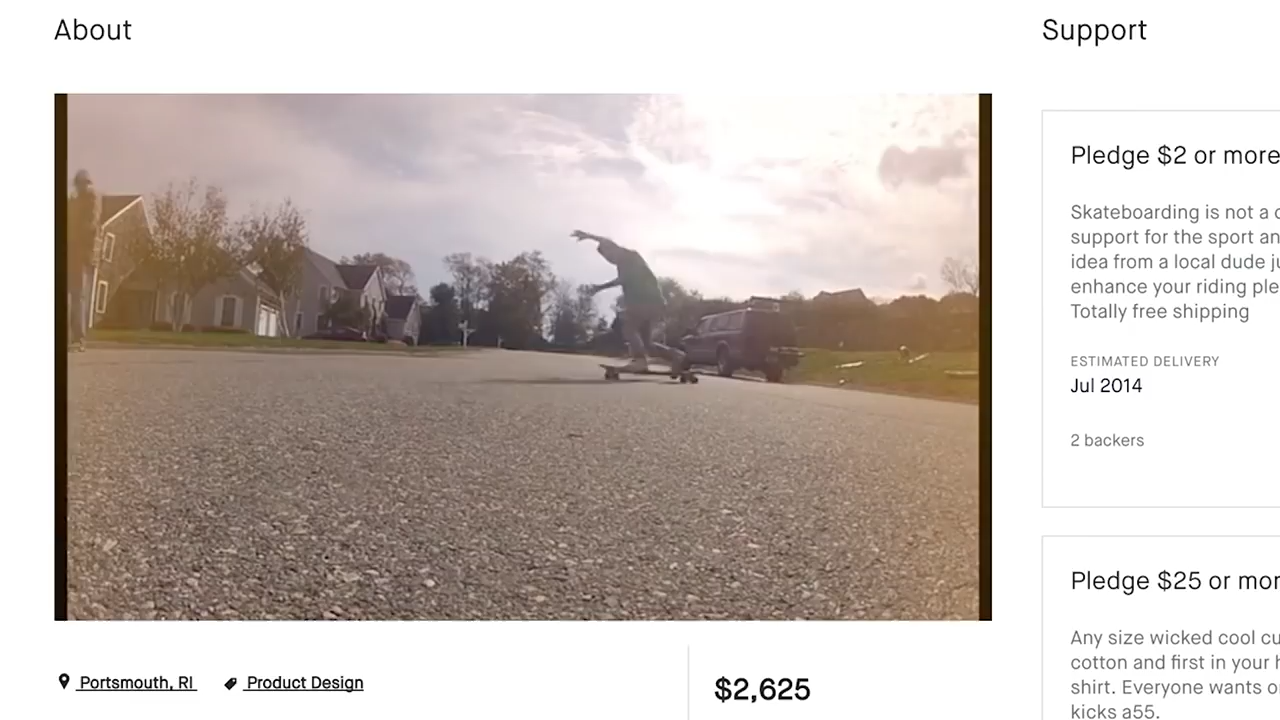 About
Support
Pledge $2 or more
Skateboarding is not a
support for the sport an
idea from a local dude ju
enhance your riding ple
Totally free shipping
ESTIMATED DELIVERY
Jul 2014
2 backers
Pledge $25 or mor
Any size wicked cool cu
cotton and first in your h
shirt. Everyone wants o
kicks a55.
Portsmouth, RI Product Design
$2,625